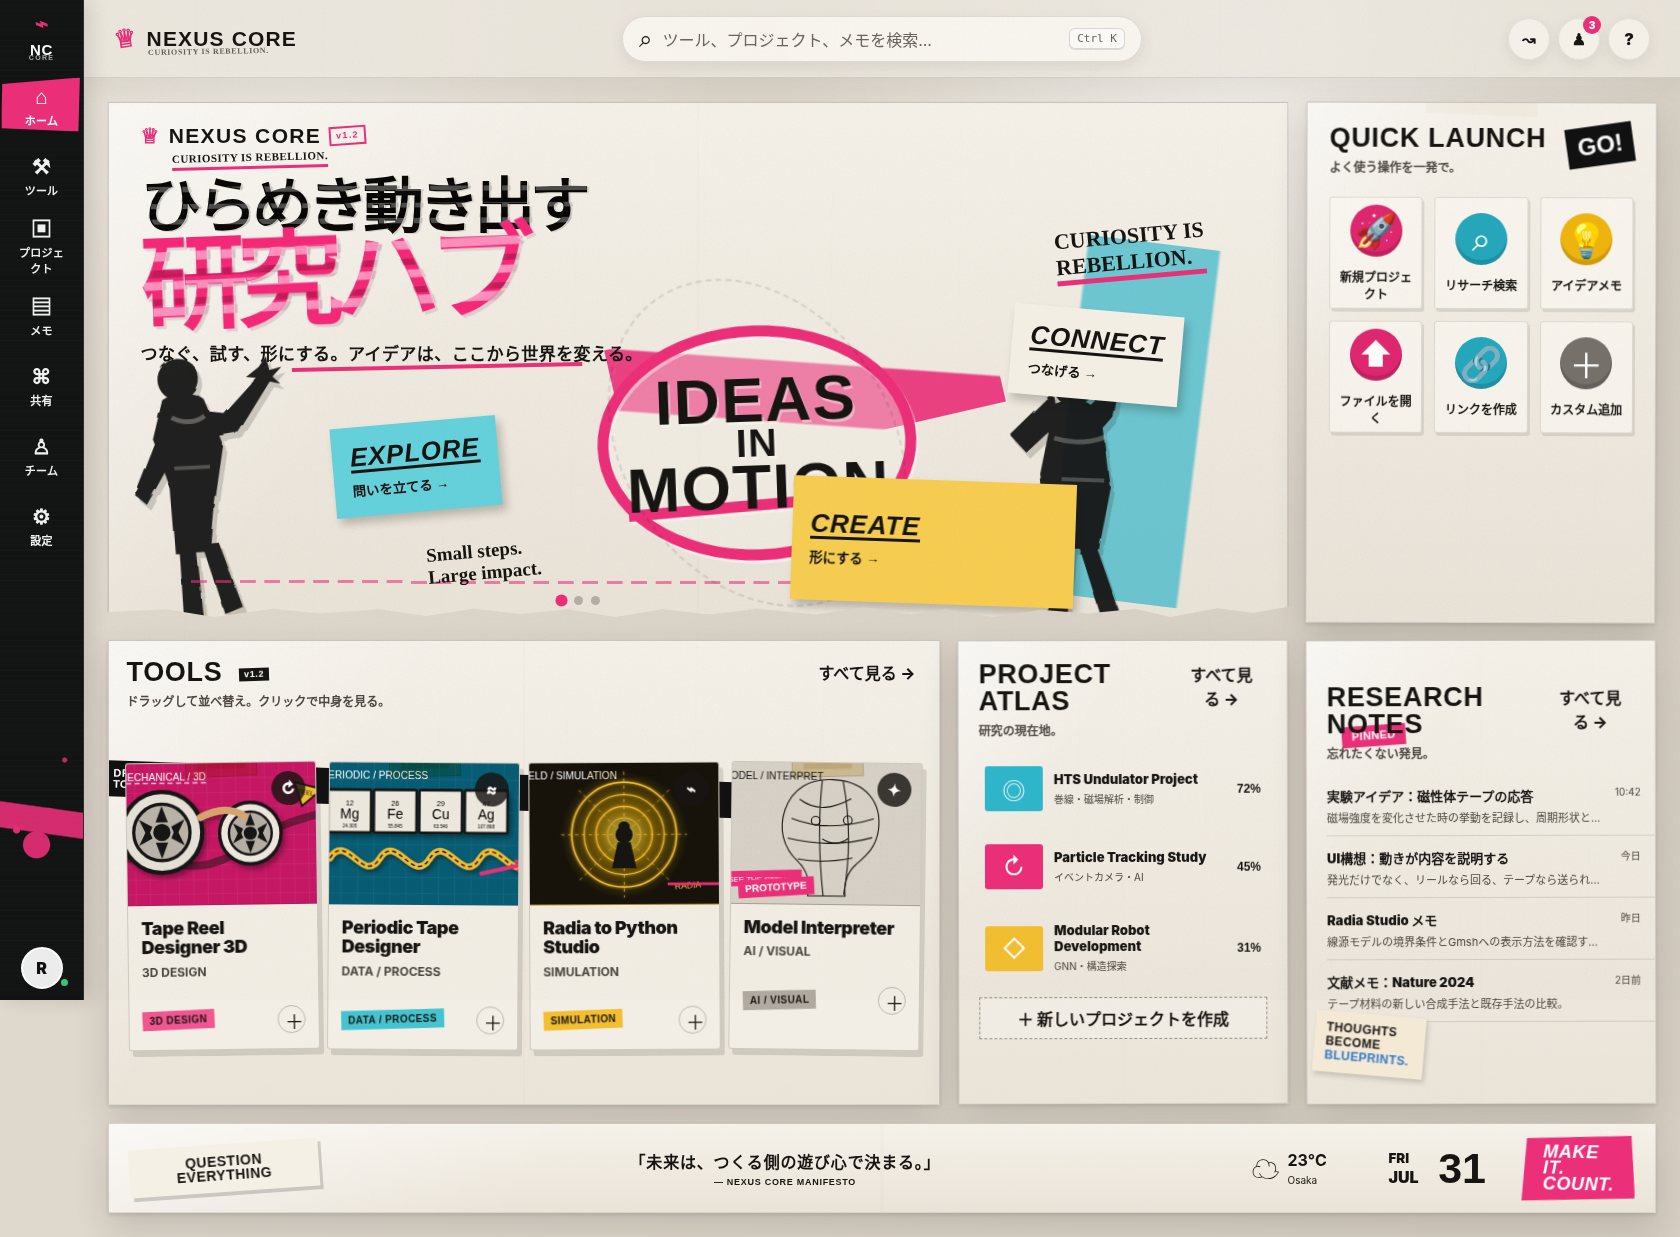 NC
CORE
ホーム
ツール
プロジェ
クト
メモ
共有
チーム
設定
R
NEXUS CORE
CURIOSITY IS REBELLION.
ツール、プロジェクト、メモを検索...
Ctrl K
3
?
NEXUS CORE v1.2
CURIOSITY IS REBELLION.
ひらめき動き出す
研究ハブ
つなぐ、試す、形にする。アイデアは、ここから世界を変える。
EXPLORE
問いを立てる →
Small steps.
Large impact.
IDEAS
IN
MOTION
CURIOSITY IS
REBELLION.
CONNECT
つなげる →
CREATE
形にする →
QUICK LAUNCH
GO!
よく使う操作を一発で。
新規プロジェ
クト
リサーチ検索
アイデアメモ
ファイルを開
く
リンクを作成
カスタム追加
TOOLS v1.2
すべて見る →
ドラッグして並べ替え。クリックで中身を見る。
ECHANICAL / 3D
Tape Reel
Designer 3D
3D DESIGN
3D DESIGN
ERIODIC / PROCESS
12
Mg
26
Fe
29
Cu
Ag
Periodic Tape
Designer
DATA / PROCESS
DATA / PROCESS
ELD / SIMULATION
RADIA
Radia to Python
Studio
SIMULATION
SIMULATION
ODEL / INTERPRET
PROTOTYPE
Model Interpreter
AI / VISUAL
AI / VISUAL
PROJECT
ATLAS
すべて見
る →
研究の現在地。
HTS Undulator Project
巻線・磁場解析・制御
72%
Particle Tracking Study
イベントカメラ・AI
45%
Modular Robot
Development
GNN・構造探索
31%
＋ 新しいプロジェクトを作成
RESEARCH
NOTES
すべて見
る →
PINNED
忘れたくない発見。
実験アイデア：磁性体テープの応答
10:42
磁場強度を変化させた時の挙動を記録し、周期形状と...
UI構想：動きが内容を説明する
今日
発光だけでなく、リールなら回る、テープなら送られ...
Radia Studio メモ
昨日
線源モデルの境界条件とGmshへの表示方法を確認す...
文献メモ：Nature 2024
2日前
テープ材料の新しい合成手法と既存手法の比較。
THOUGHTS
BECOME
BLUEPRINTS.
QUESTION
EVERYTHING
「未来は、つくる側の遊び心で決まる。」
— NEXUS CORE MANIFESTO
23°C
Osaka
FRI
JUL
31
MAKE
IT.
COUNT.